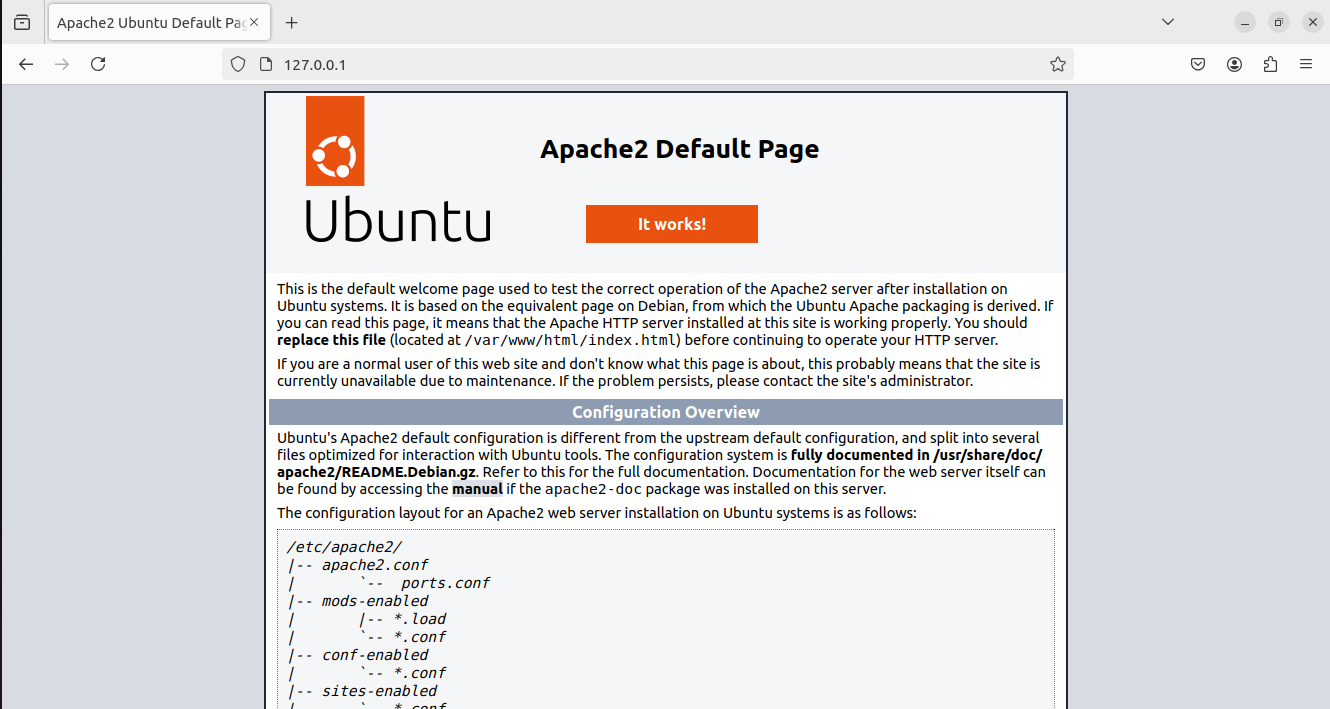 Apache2 Ubuntu Default Pag
127.0.0.1
Apache2 Default Page
Ubuntu
It works!
This is the default welcome page used to test the correct operation of the Apache2 server after installation on
Ubuntu systems. It is based on the equivalent page on Debian, from which the Ubuntu Apache packaging is derived. If
you can read this page, it means that the Apache HTTP server installed at this site is working properly. You should
replace this file (located at /var/www/html/index.html) before continuing to operate your HTTP server.
If you are a normal user of this web site and don't know what this page is about, this probably means that the site is
currently unavailable due to maintenance. If the problem persists, please contact the site's administrator.
Configuration Overview
Ubuntu's Apache2 default configuration is different from the upstream default configuration, and split into several
files optimized for interaction with Ubuntu tools. The configuration system is fully documented in /usr/share/doc/
apache2/README.Debian.gz. Refer to this for the full documentation. Documentation for the web server itself can
be found by accessing the manual if the apache2-doc package was installed on this server.
The configuration layout for an Apache2 web server installation on Ubuntu systems is as follows:
/etc/apache2/
|-- apache2.conf
|       `--  ports.conf
|-- mods-enabled
|       |-- *.load
|       `-- *.conf
|-- conf-enabled
|       `-- *.conf
|-- sites-enabled
|       `-- *.conf